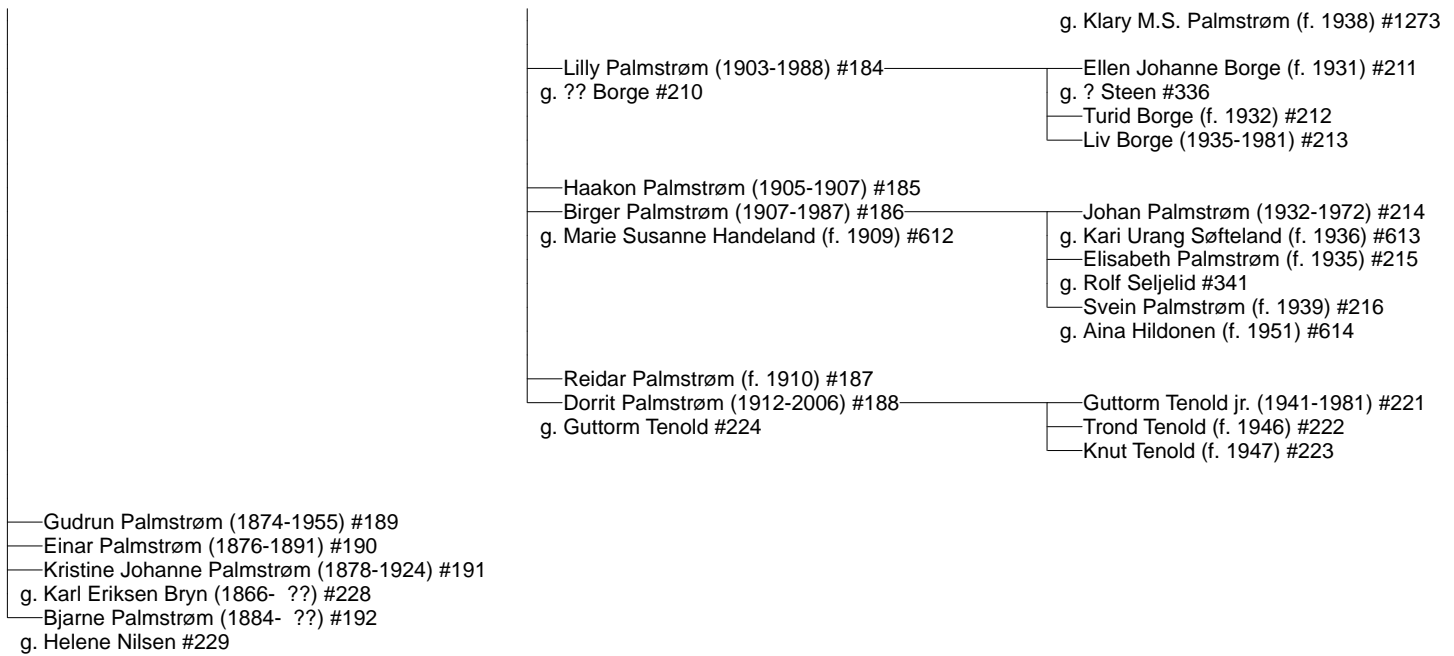 g. Klary M.S. Palmstrøm (f. 1938) #1273
Lilly Palmstrøm (1903-1988) #184
Ellen Johanne Borge (f. 1931) #211
g. ?? Borge #210
g. ? Steen #336
Turid Borge (f. 1932) #212
Liv Borge (1935-1981) #213
Haakon Palmstrøm (1905-1907) #185
Birger Palmstrøm (1907-1987) #186
Johan Palmstrøm (1932-1972) #214
g. Marie Susanne Handeland (f. 1909) #612
g. Kari Urang Søfteland (f. 1936) #613
Elisabeth Palmstrøm (f. 1935) #215
g. Rolf Seljelid #341
Svein Palmstrøm (f. 1939) #216
g. Aina Hildonen (f. 1951) #614
Reidar Palmstrøm (f. 1910) #187
Dorrit Palmstrøm (1912-2006) #188
Guttorm Tenold jr. (1941-1981) #221
g. Guttorm Tenold #224
Trond Tenold (f. 1946) #222
Knut Tenold (f. 1947) #223
Gudrun Palmstrøm (1874-1955) #189
Einar Palmstrøm (1876-1891) #190
Kristine Johanne Palmstrøm (1878-1924) #191
g. Karl Eriksen Bryn (1866- ??) #228
Bjarne Palmstrøm (1884- ??) #192
g. Helene Nilsen #229